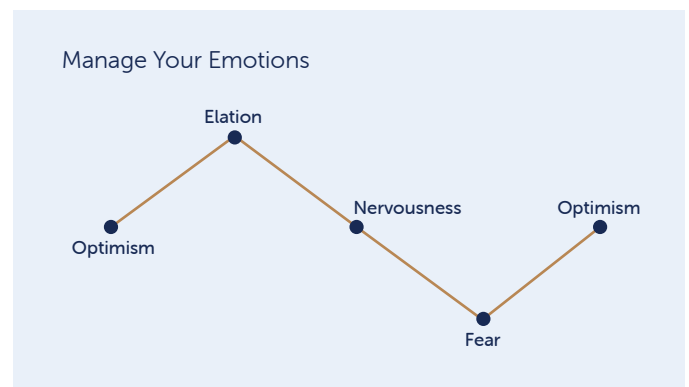 Manage Your Emotions
Elation
Nervousness
Optimism
Optimism
Fear